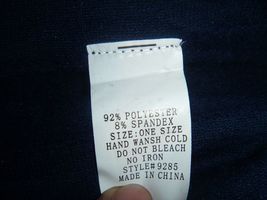 92% POLYESTER
8% SPANDEX
SIZE:ONE SIZE
HAND WANSH COLD
DO NOT BLEACH
NO IRON
STYLE#9285
MADE IN CHINA